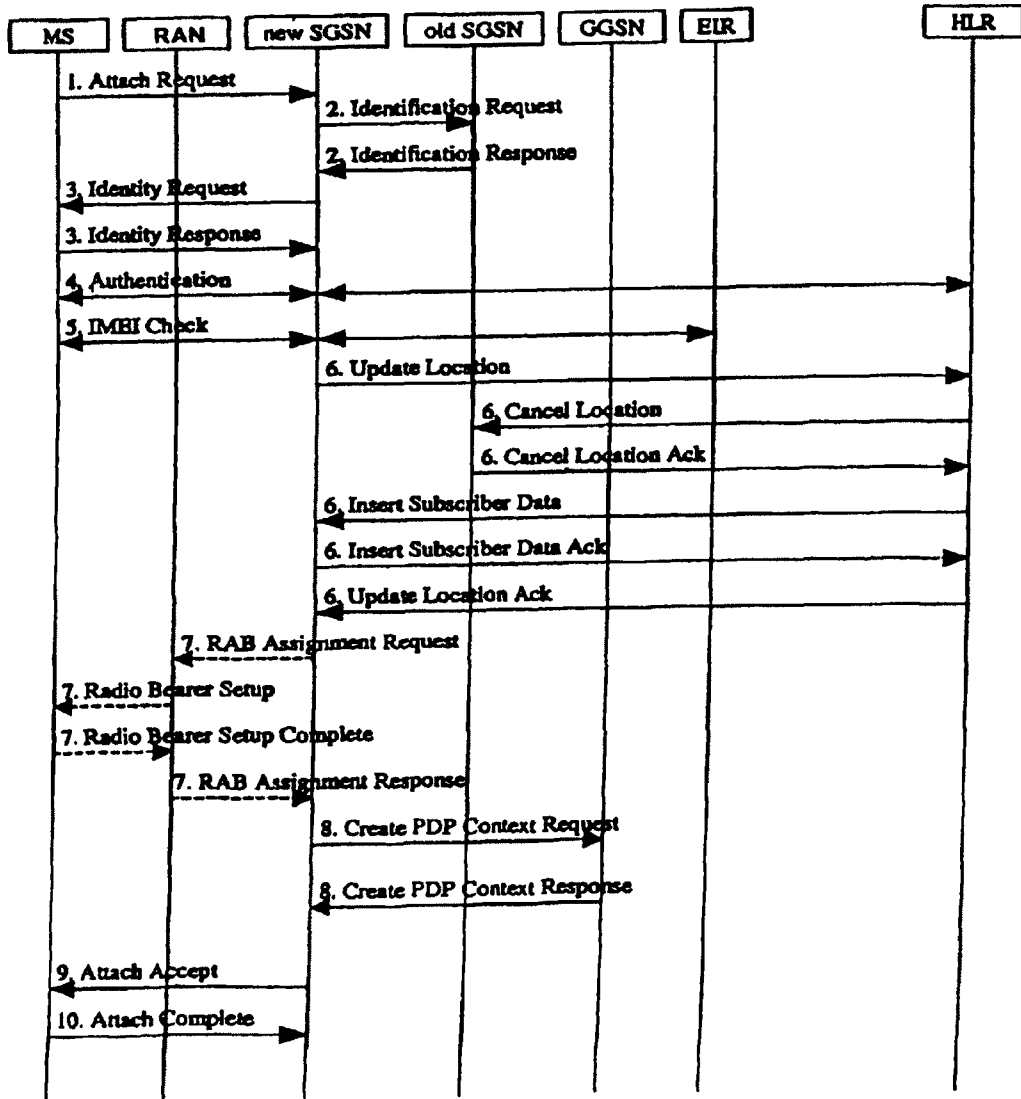 MS RAN new SGSN old SGSN GGSN EIR HLR
1. Attach Request
2. Identification Request
2. Identification Response
3. Identity Request
3. Identity Response
4. Authentication
5. IMEI Check
6. Update Location
6. Cancel Location
6. Cancel Location Ack
6. Insert Subscriber Data
6. Insert Subscriber Data Ack
6. Update Location Ack
7. RAB Assignment Request
7. Radio Bearer Setup
7. Radio Bearer Setup Complete
7. RAB Assignment Response
8. Create PDP Context Request
8. Create PDP Context Response
9. Attach Accept
10. Attach Complete